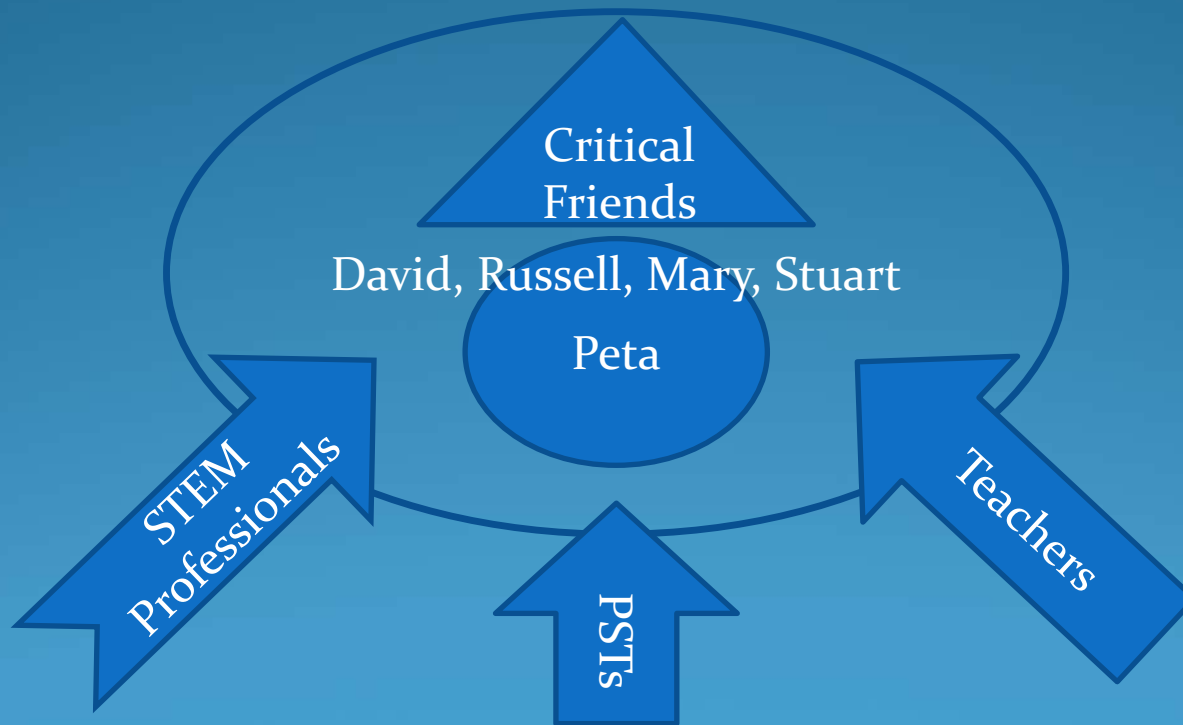 Critical
Friends
David, Russell, Mary, Stuart
Peta
STEM
Professionals
PSTs
Teachers